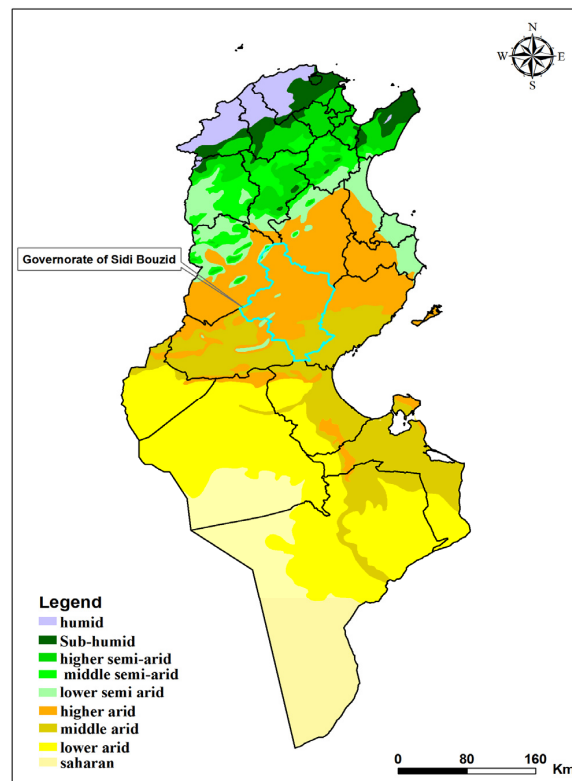 N
W E
S
Governorate of Sidi Bouzid
Legend
humid
Sub-humid
higher semi-arid
middle semi-arid
lower semi arid
higher arid
middle arid
lower arid
saharan
0 80 160
Km